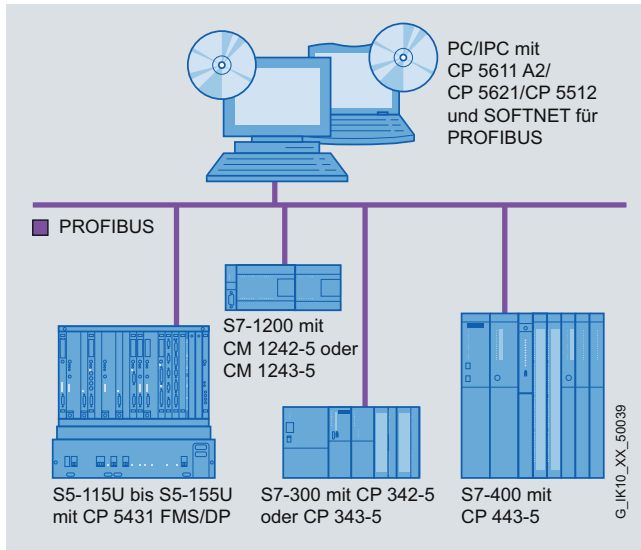 PC/IPC mit
CP 5611 A2/
CP 5621/CP 5512
und SOFTNET für
PROFIBUS
PROFIBUS
S7-1200 mit
CM 1242-5 oder
CM 1243-5
S5-115U bis S5-155U
mit CP 5431 FMS/DP
S7-300 mit CP 342-5
oder CP 343-5
S7-400 mit
CP 443-5
G_IK10_XX_50039